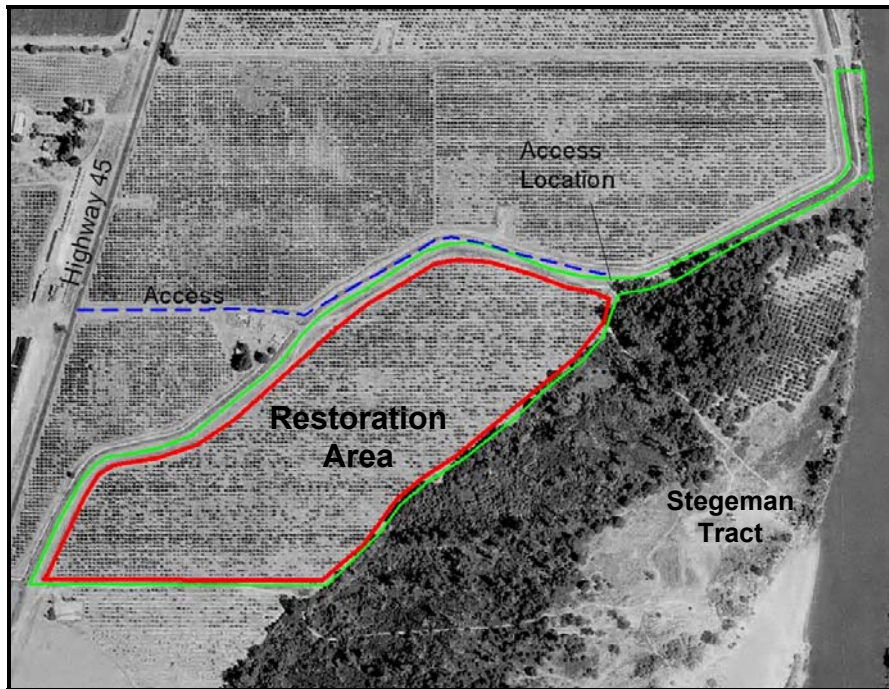 Access
Location
Highway 45
Access
Restoration
Area
Stegeman
Tract